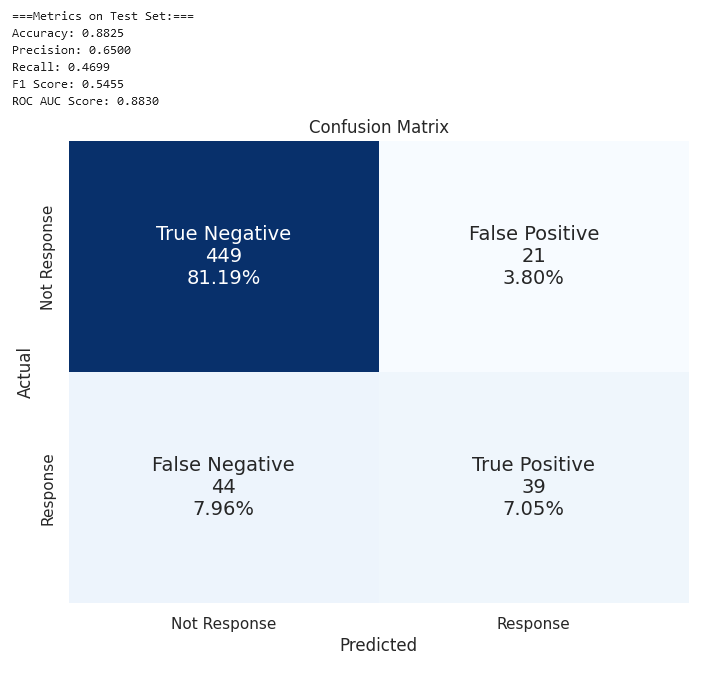 ===Metrics on Test Set:===
Accuracy: 0.8825
Precision: 0.6500
Recall: 0.4699
F1 Score: 0.5455
ROC AUC Score: 0.8830
Confusion Matrix
True Negative
449
81.19%
False Positive
21
3.80%
Not Response
Actual
False Negative
44
7.96%
True Positive
39
7.05%
Response
Not Response
Response
Predicted